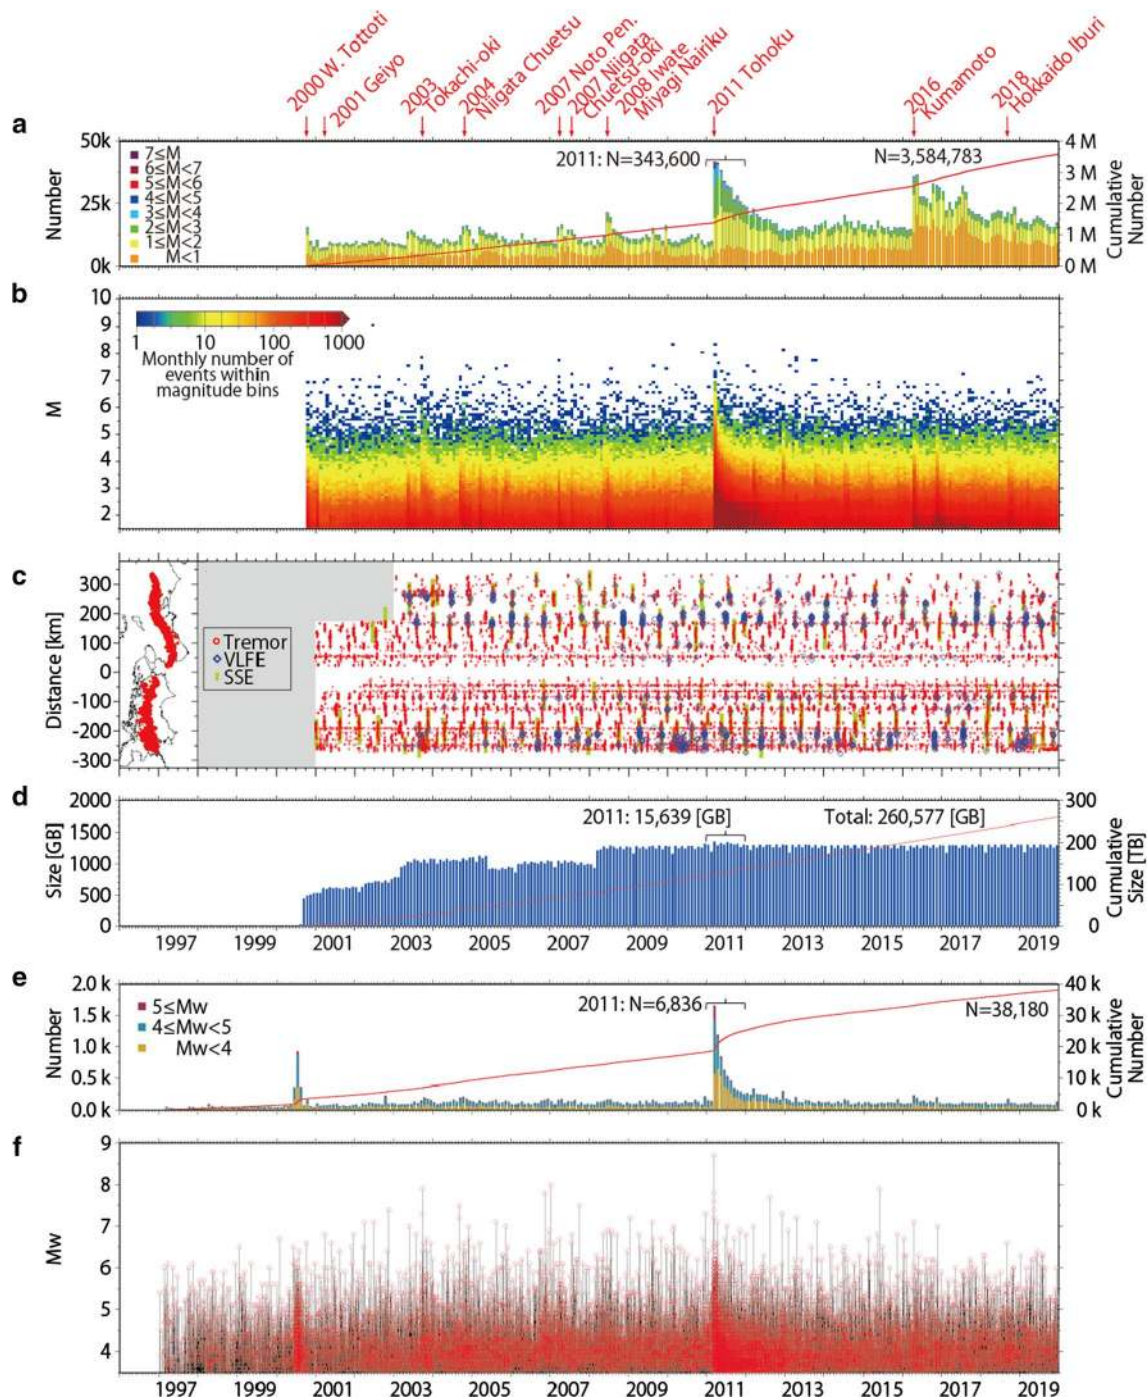 2000 W. Tottoti
2001 Geiyo
2003
Tokachi-oki
2004
Niigata Chuetsu
2007 Noto Pen.
2007 Niigata
Chuetsu-oki
2008 Iwate
Miyagi Nairiku
2011 Tohoku
2016
Kumamoto
2018
Hokkaido Iburi
a
50k
25k
0k
Number
7≤M
6≤M<7
5≤M<6
4≤M<5
3≤M<4
2≤M<3
1≤M<2
M<1
2011: N=343,600
N=3,584,783
4 M
3 M
2 M
1 M
0 M
Cumulative
Number
b
10
9
8
7
6
5
4
3
2
M
1 10 100 1000
Monthly number of
events within
magnitude bins
c
300
200
100
0
-100
-200
-300
Distance [km]
Tremor
VLFE
SSE
d
2000
1500
1000
500
0
Size [GB]
2011: 15,639 [GB]
Total: 260,577 [GB]
300
200
100
0
Cumulative
Size [TB]
1997 1999 2001 2003 2005 2007 2009 2011 2013 2015 2017 2019
e
2.0 k
1.5 k
1.0 k
0.5 k
0.0 k
Number
5≤Mw
4≤Mw<5
Mw<4
2011: N=6,836
N=38,180
40 k
30 k
20 k
10 k
0 k
Cumulative
Number
f
9
8
7
6
5
4
Mw
1997 1999 2001 2003 2005 2007 2009 2011 2013 2015 2017 2019